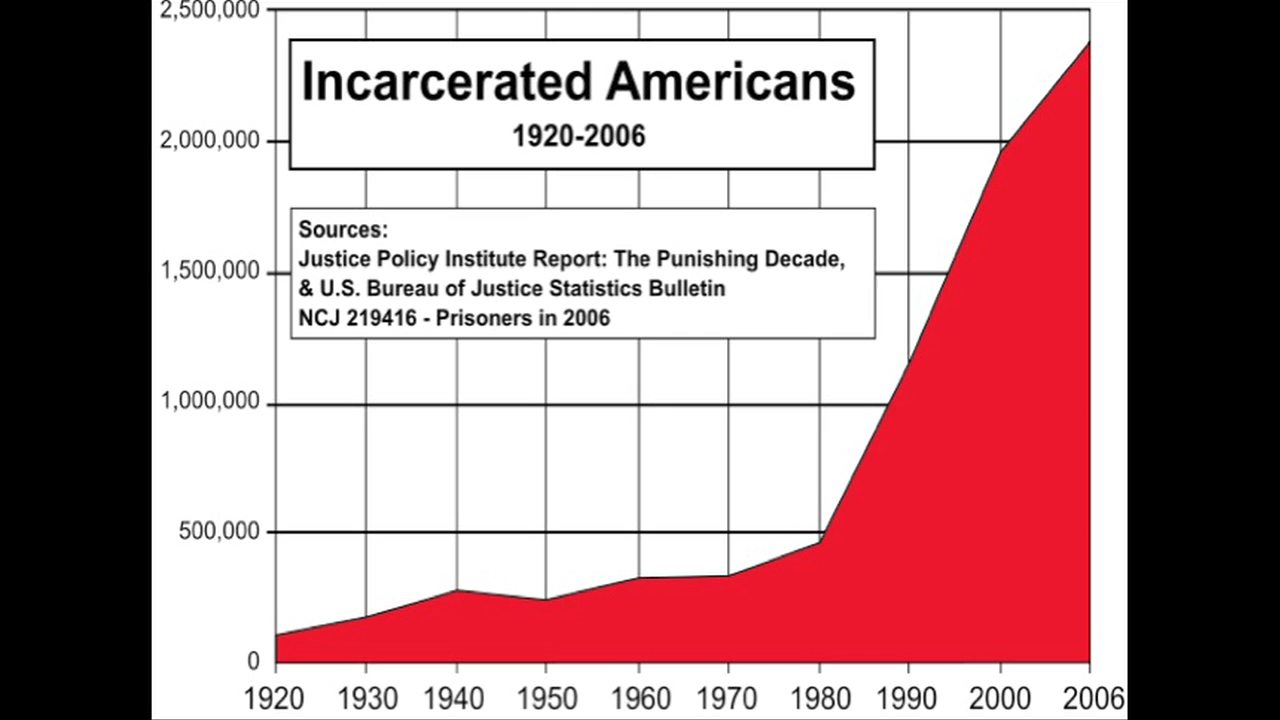 2,500,000
Incarcerated Americans
1920-2006
2,000,000
Sources:
Justice Policy Institute Report: The Punishing Decade,
& U.S. Bureau of Justice Statistics Bulletin
NCJ 219416 - Prisoners in 2006
1,500,000
1,000,000
500,000
0
1920 1930 1940 1950 1960 1970 1980 1990 2000 2006